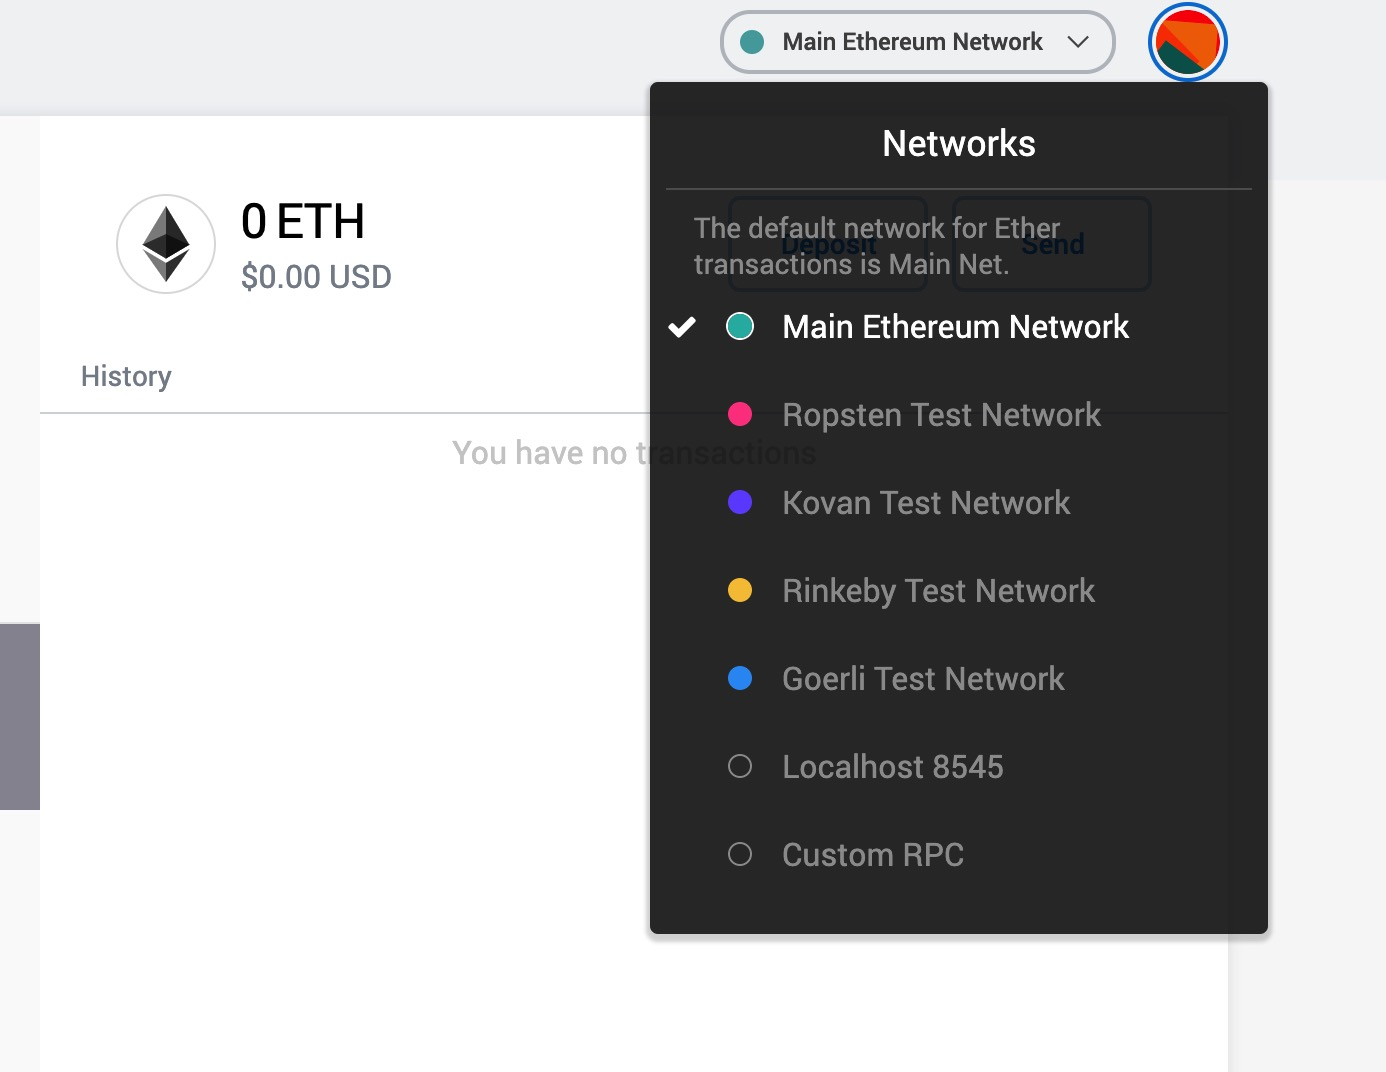 Main Ethereum Network
Networks
0 ETH
$0.00 USD
The default network for Ether
transactions is Main Net.
Deposit
Send
Main Ethereum Network
History
Ropsten Test Network
You have no transactions
Kovan Test Network
Rinkeby Test Network
Goerli Test Network
Localhost 8545
Custom RPC